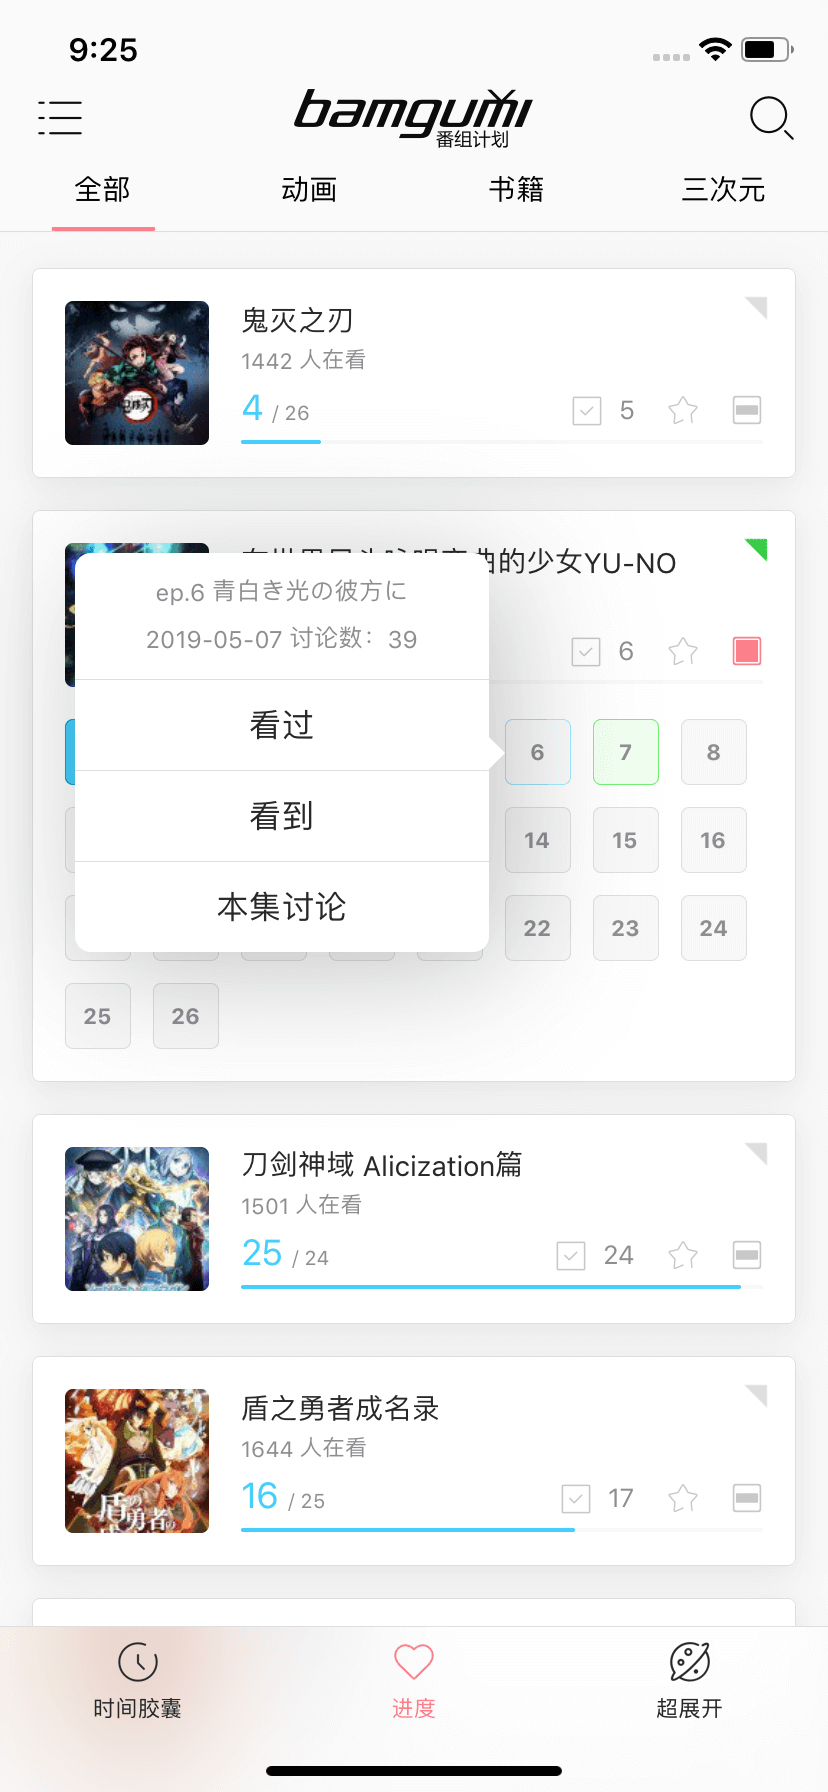 9:25
bamgumi
番组计划
全部 动画 书籍 三次元
鬼灭之刃
1442 人在看
4 / 26 5
的少女YU-NO
6
ep.6 青白き光の彼方に
2019-05-07 讨论数：39
看过
看到
本集讨论
6 7 8
14 15 16
22 23 24
25 26
刀剑神域 Alicization篇
1501 人在看
25 / 24 24
盾之勇者成名录
1644 人在看
16 / 25 17
时间胶囊 进度 超展开